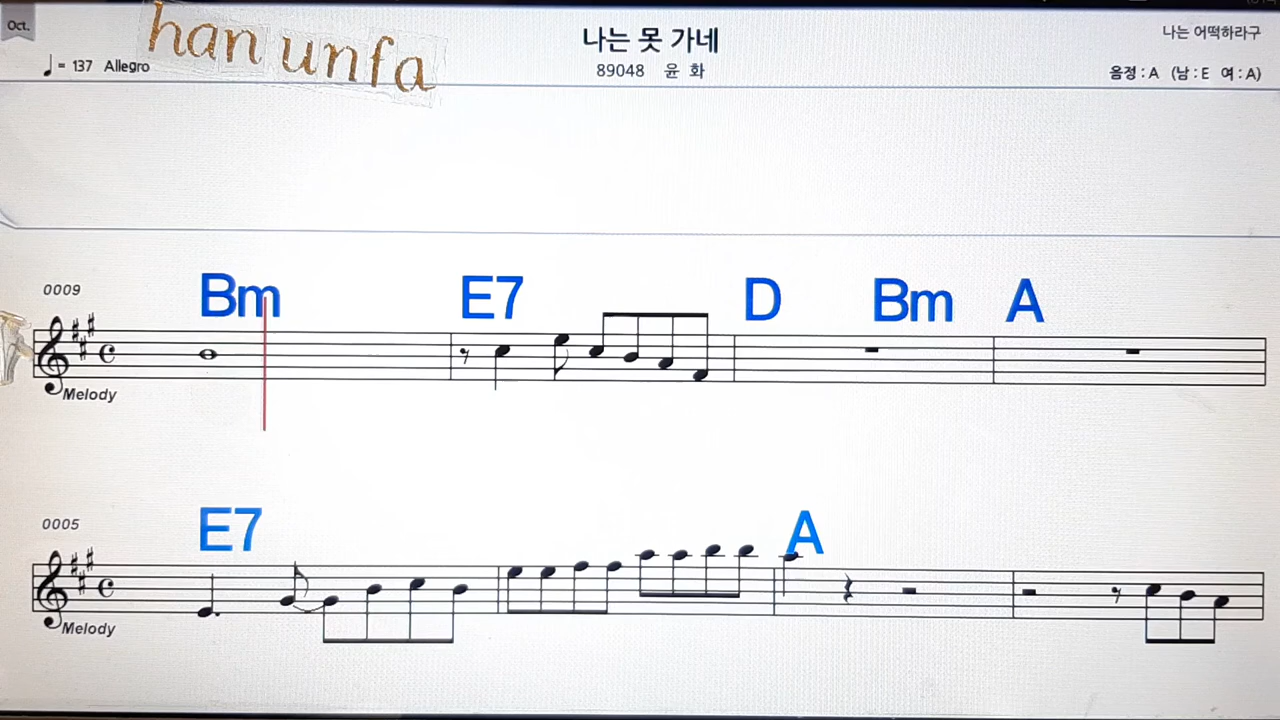 Oct.
han unfa
♩ = 137 Allegro
나는 못 가네
89048 윤 화
나는 어떡하라구
음정 : A (남 : E 여 : A)
0009
Bm E7 D Bm A
Melody
0005
E7 A
Melody